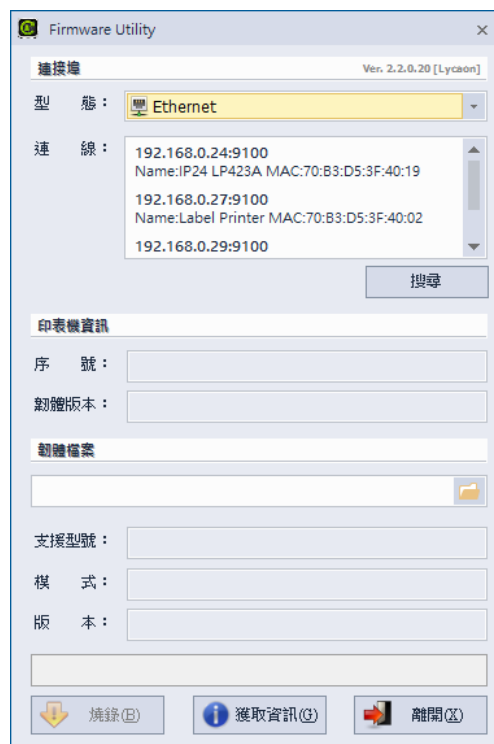 Firmware Utility
連接埠 Ver. 2.2.0.20 [Lycaon]
型 態： Ethernet
連 線： 192.168.0.24:9100
Name:IP24 LP423A MAC:70:B3:D5:3F:40:19
192.168.0.27:9100
Name:Label Printer MAC:70:B3:D5:3F:40:02
192.168.0.29:9100
搜尋
印表機資訊
序 號：
韌體版本：
韌體檔案
支援型號：
模 式：
版 本：
燒錄(B) 獲取資訊(G) 離開(X)